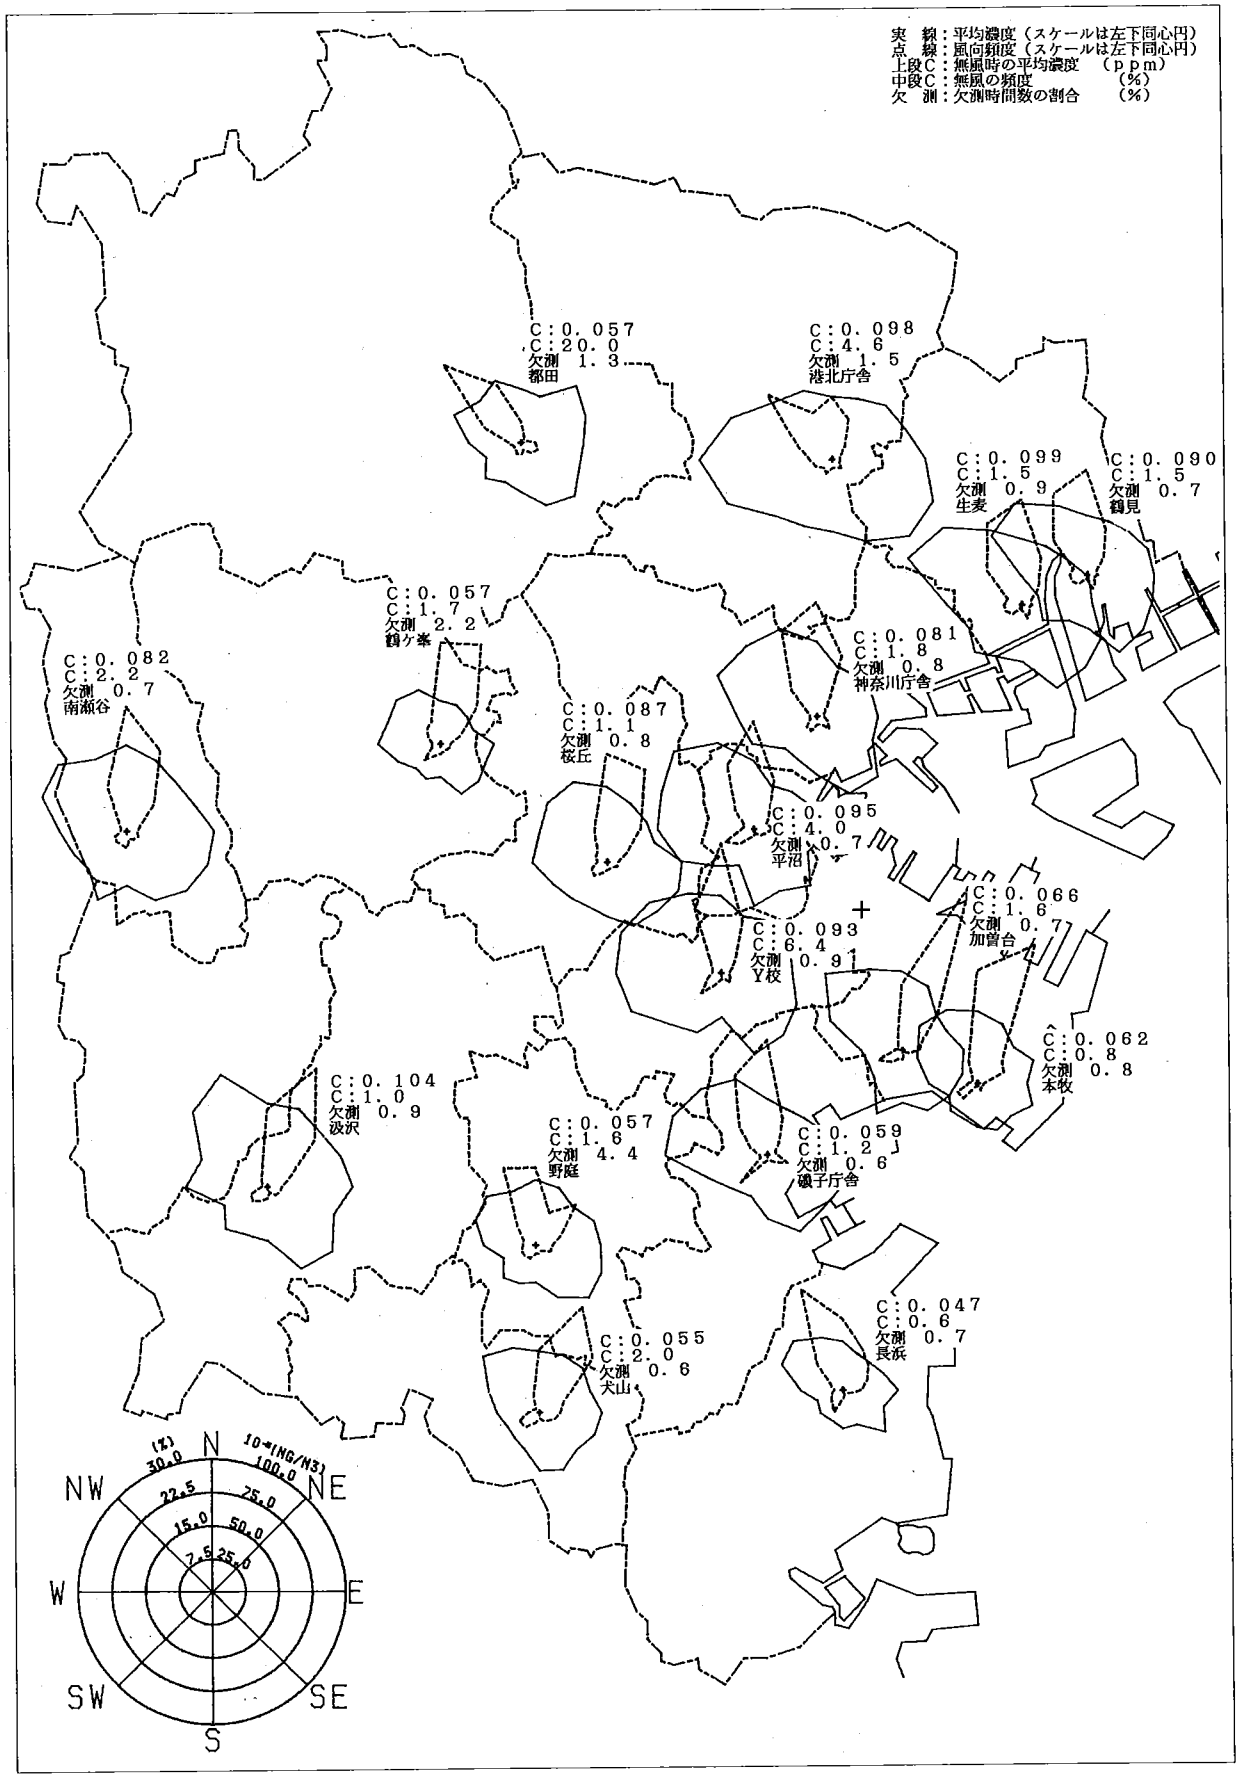 実 線:平均濃度(スケールは左下同心円)
点 線:風向頻度(スケールは左下同心円)
上段C:無風時の平均濃度 (ppm)
中段C:無風の頻度 (%)
欠 測:欠測時間数の割合 (%)
C:0.057
C:20.0
欠測 1.3
都田
C:0.098
C:4.6
欠測 1.5
港北庁舎
C:0.099
C:1.5
欠測 0.9
生麦
C:0.090
C:1.5
欠測 0.7
鶴見
C:0.057
C:1.7
欠測 2.2
鶴ケ峯
C:0.081
C:1.8
欠測 0.8
神奈川庁舎
C:0.082
C:2.2
欠測 0.7
南瀬谷
C:0.087
C:1.1
欠測 0.8
桜丘
C:0.095
C:4.0
欠測 0.7
平沼
C:0.066
C:1.6
欠測 0.7
加曽台
C:0.093
C:6.4
欠測 0.9
Y校
C:0.062
C:0.8
欠測 0.8
本牧
C:0.104
C:1.0
欠測 0.9
汲沢
C:0.057
C:1.6
欠測 4.4
野庭
C:0.059
C:1.2
欠測 0.6
磯子庁舎
C:0.047
C:0.6
欠測 0.7
長浜
C:0.055
C:2.0
欠測 0.6
犬山
(%) N
30.0 100.0
NW NE
22.5 75.0
15.0 50.0
7.5 25.0
W E
SW SE
S